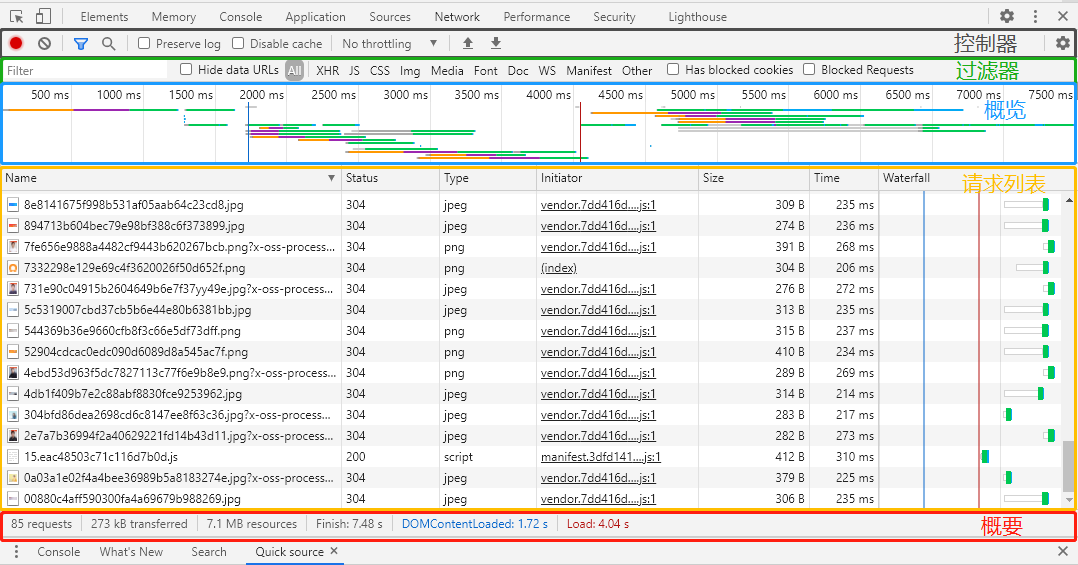 Elements Memory Console Application Sources Network Performance Security Lighthouse
Preserve log Disable cache No throttling 控制器
Filter Hide data URLs All XHR JS CSS Img Media Font Doc WS Manifest Other Has blocked cookies Blocked Requests 过滤器
500 ms 1000 ms 1500 ms 2000 ms 2500 ms 3000 ms 3500 ms 4000 ms 4500 ms 5000 ms 5500 ms 6000 ms 6500 ms 7000 ms 7500 ms
概览
Name Status Type Initiator Size Time Waterfall 请求列表
8e8141675f998b531af05aab64c23cd8.jpg 304 jpeg vendor.7dd416d....js:1 309 B 235 ms
894713b604bec79e98bf388c6f373899.jpg 304 jpeg vendor.7dd416d....js:1 274 B 236 ms
7fe656e9888a4482cf9443b620267bcb.png?x-oss-process... 304 png vendor.7dd416d....js:1 391 B 268 ms
7332298e129e69c4f3620026f50d652f.png 304 png (index) 304 B 206 ms
731e90c04915b2604649b6e7f37yy49e.jpg?x-oss-process... 304 jpeg vendor.7dd416d....js:1 276 B 272 ms
5c5319007cbd37cb5b6e44e80b6381bb.jpg 304 jpeg vendor.7dd416d....js:1 313 B 235 ms
544369b36e9660cfb8f3c66e5df73dff.png 304 png vendor.7dd416d....js:1 315 B 237 ms
52904cdcac0edc090d6089d8a545ac7f.png 304 png vendor.7dd416d....js:1 410 B 234 ms
4ebd53d963f5dc7827113c77f6e9b8e9.png?x-oss-process... 304 png vendor.7dd416d....js:1 289 B 269 ms
4db1f409b7e2c88abf8830fce9253962.jpg 304 jpeg vendor.7dd416d....js:1 314 B 214 ms
304bfd86dea2698cd6c8147ee8f63c36.jpg?x-oss-process... 304 jpeg vendor.7dd416d....js:1 283 B 217 ms
2e7a7b36994f2a40629221fd14b43d11.jpg?x-oss-process... 304 jpeg vendor.7dd416d....js:1 282 B 273 ms
15.eac48503c71c116d7b0d.js 200 script manifest.3dfd141....js:1 412 B 310 ms
0a03a1e02f4a4bee36989b5a8183274e.jpg?x-oss-process... 304 jpeg vendor.7dd416d....js:1 379 B 225 ms
00880c4aff590300fa4a69679b988269.jpg 304 jpeg vendor.7dd416d....js:1 306 B 235 ms
85 requests 273 kB transferred 7.1 MB resources Finish: 7.48 s DOMContentLoaded: 1.72 s Load: 4.04 s 概要
Console What's New Search Quick source